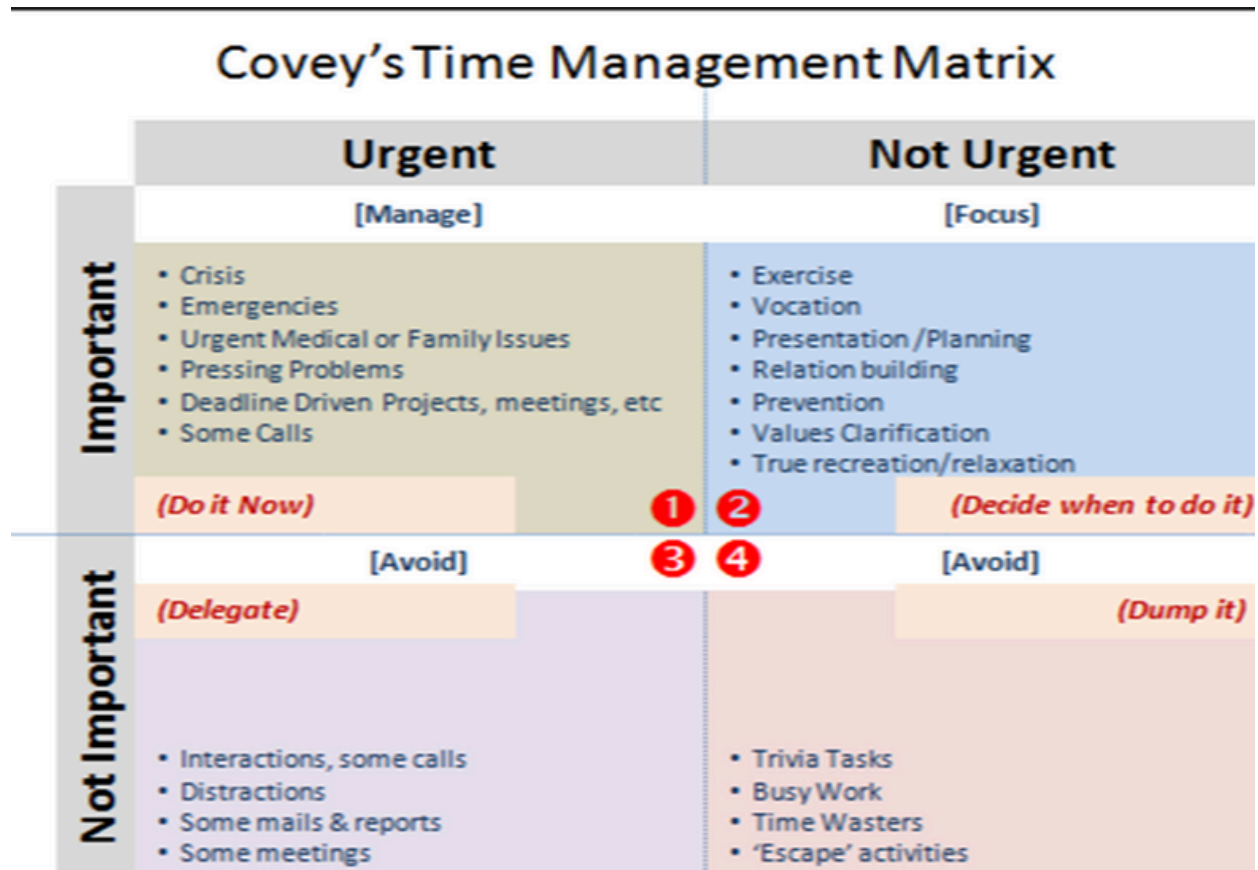 Covey's Time Management Matrix
Urgent
Not Urgent
Important
[Manage]
• Crisis
• Emergencies
• Urgent Medical or Family Issues
• Pressing Problems
• Deadline Driven Projects, meetings, etc
• Some Calls
(Do it Now)
1
[Focus]
• Exercise
• Vocation
• Presentation /Planning
• Relation building
• Prevention
• Values Clarification
• True recreation/relaxation
2
(Decide when to do it)
Not Important
[Avoid]
3
(Delegate)
• Interactions, some calls
• Distractions
• Some mails & reports
• Some meetings
4
[Avoid]
(Dump it)
• Trivia Tasks
• Busy Work
• Time Wasters
• 'Escape' activities